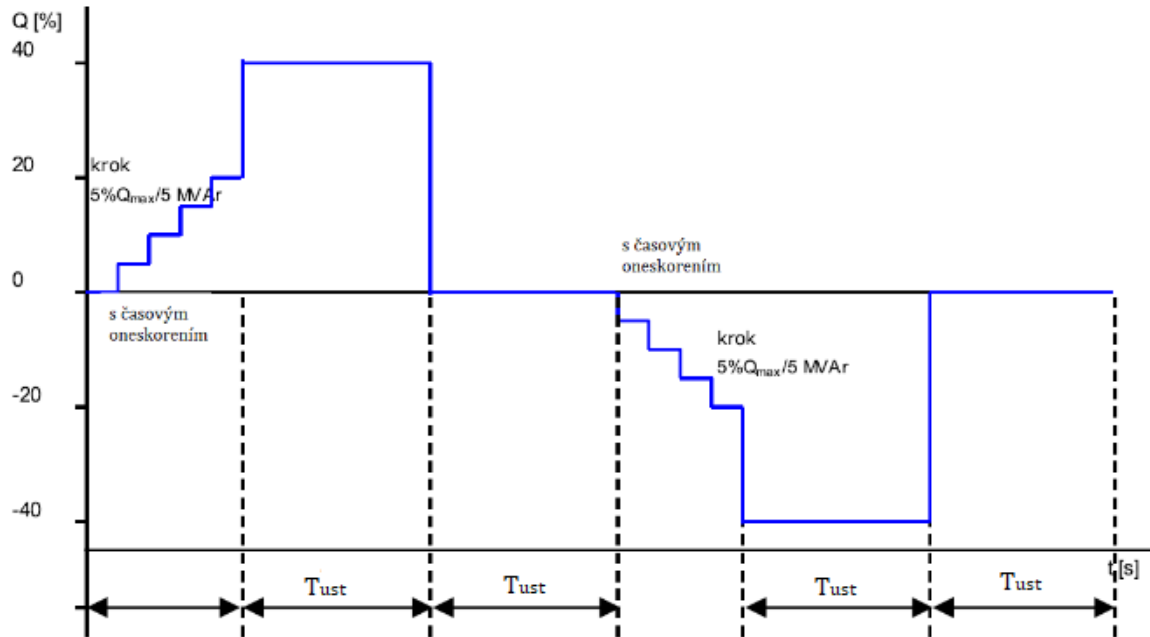 Q [%]
40
krok
20
5%Qmax/5 MVAr
s časovým
oneskorením
0
s časovým
oneskorením
krok
5%Qmax/5 MVAr
-20
-40
t [s]
Tust
Tust
Tust
Tust